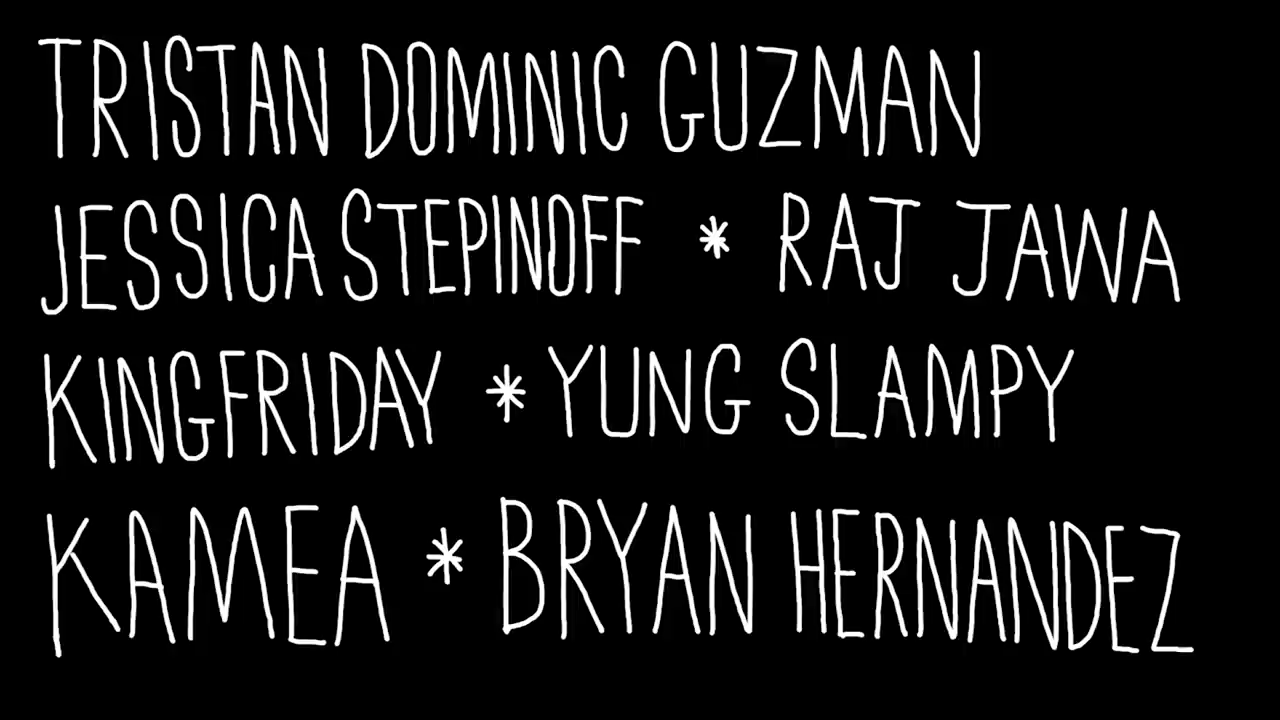 TRISTAN DOMINIC GUZMAN
JESSICA STEPINOFF * RAJ JAWA
KINGFRIDAY * YUNG SLAMPY
KAMEA * BRYAN HERNANDEZ